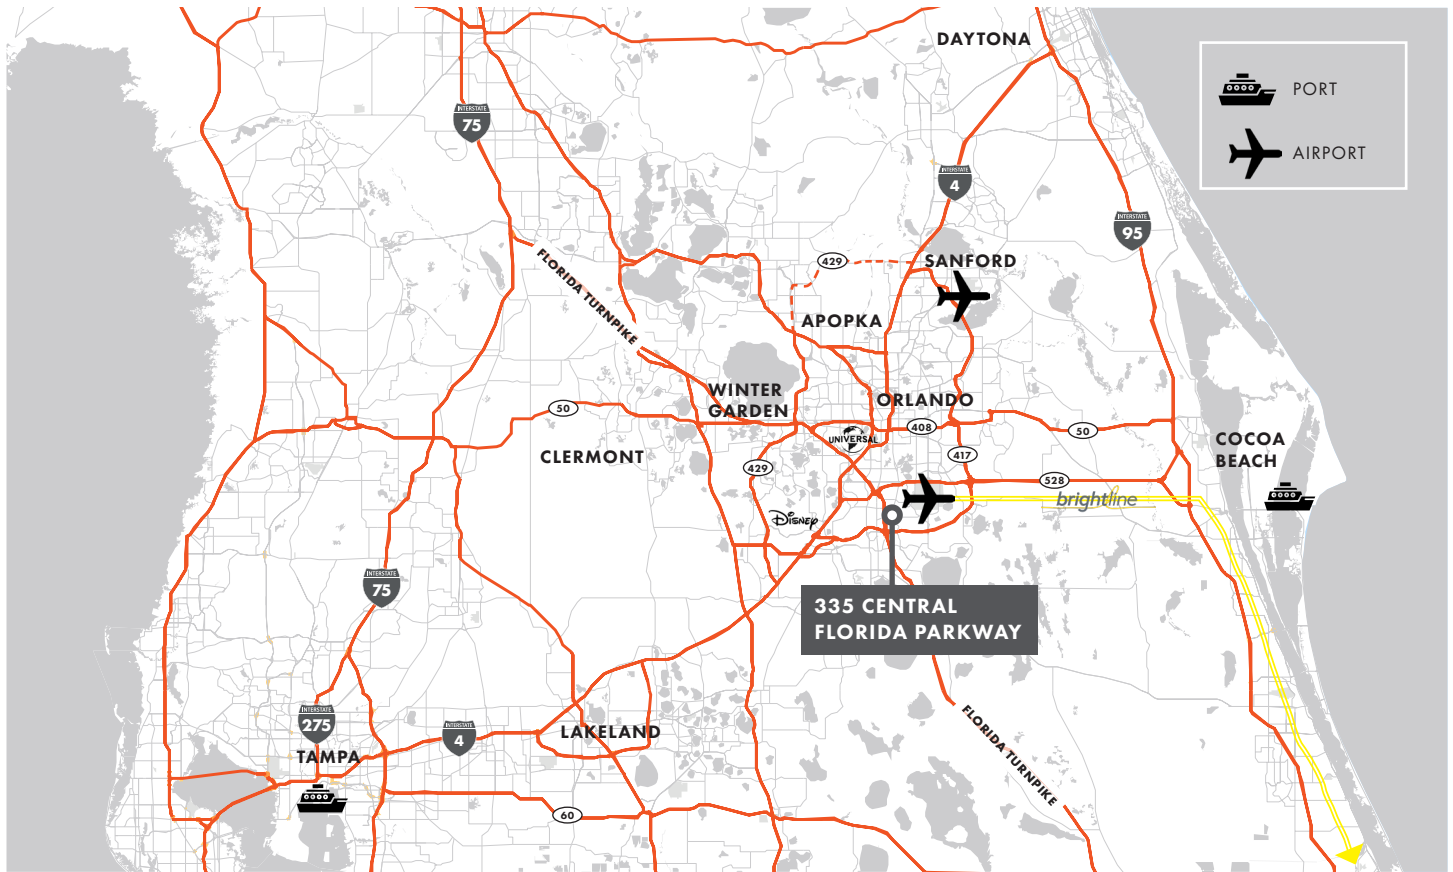 DAYTONA
PORT
AIRPORT
INTERSTATE
75
INTERSTATE
4
INTERSTATE
95
FLORIDA TURNPIKE
429
SANFORD
APOPKA
WINTER
GARDEN
ORLANDO
50
408
50
UNIVERSAL
CLERMONT
429
417
COCOA
BEACH
528
brightline
Disney
INTERSTATE
75
335 CENTRAL
FLORIDA PARKWAY
INTERSTATE
275
INTERSTATE
4
LAKELAND
TAMPA
FLORIDA TURNPIKE
60